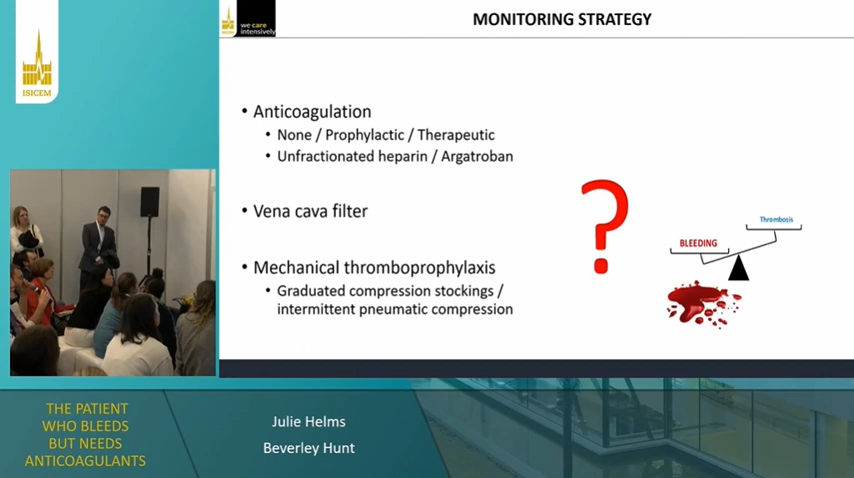 ISICEM
we care
intensively
MONITORING STRATEGY
• Anticoagulation
• None / Prophylactic / Therapeutic
• Unfractionated heparin / Argatroban
• Vena cava filter
• Mechanical thromboprophylaxis
• Graduated compression stockings /
intermittent pneumatic compression
?
Thrombosis
BLEEDING
THE PATIENT
WHO BLEEDS
BUT NEEDS
ANTICOAGULANTS
Julie Helms
Beverley Hunt